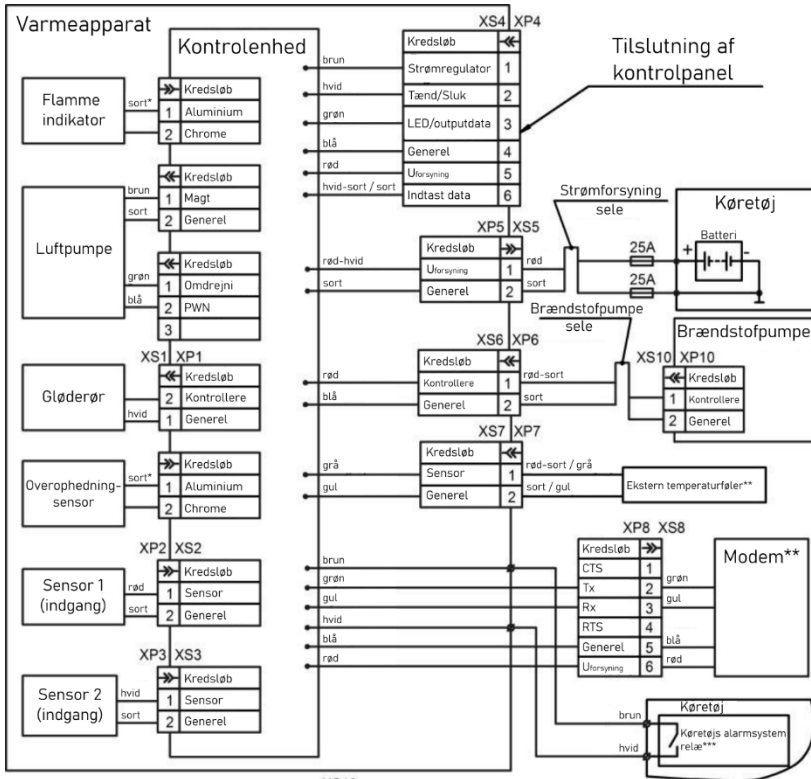 Varmeapparat
Kontrolenhed
Flamme
indikator
sort*
Kredsløb
1 Aluminium
2 Chrome
Luftpumpe
brun
sort
Kredsløb
1 Magt
2 Generel
grøn
blå
Kredsløb
1 Omdrejni
2 PWN
3
XS1 XP1
Gløderør
hvid
Kredsløb
2 Kontrollere
1 Generel
Overophedning-
sensor
sort*
Kredsløb
1 Aluminium
2 Chrome
XP2 XS2
Sensor 1
(indgang)
rød
sort
Kredsløb
1 Sensor
2 Generel
XP3 XS3
Sensor 2
(indgang)
hvid
sort
Kredsløb
1 Sensor
2 Generel
XS4 XP4
Kredsløb
brun Strømregulator 1
hvid Tænd/Sluk 2
grøn LED/outputdata 3
blå Generel 4
rød Uforsyning 5
hvid-sort / sort Indtast data 6
Tilslutning af
kontrolpanel
XP5 XS5
Kredsløb
rød-hvid Uforsyning 1 rød
sort Generel 2 sort
Strømforsyning
sele
25A
25A
Køretøj
Batteri
+ -
XS6 XP6
Kredsløb
rød Kontrollere 1 rød-sort
blå Generel 2 sort
Brændstofpumpe
sele
Brændstofpumpe
XS10 XP10
Kredsløb
1 Kontrollere
2 Generel
XS7 XP7
Kredsløb
grå Sensor 1 rød-sort / grå
gul Generel 2 sort / gul
Ekstern temperaturføler**
XP8 XS8
Kredsløb
brun CTS 1
grøn Tx 2 grøn
gul Rx 3 gul
hvid RTS 4
blå Generel 5 blå
rød Uforsyning 6 rød
Modem**
Køretøj
brun
hvid
Køretøjs alarmsystem
relæ***